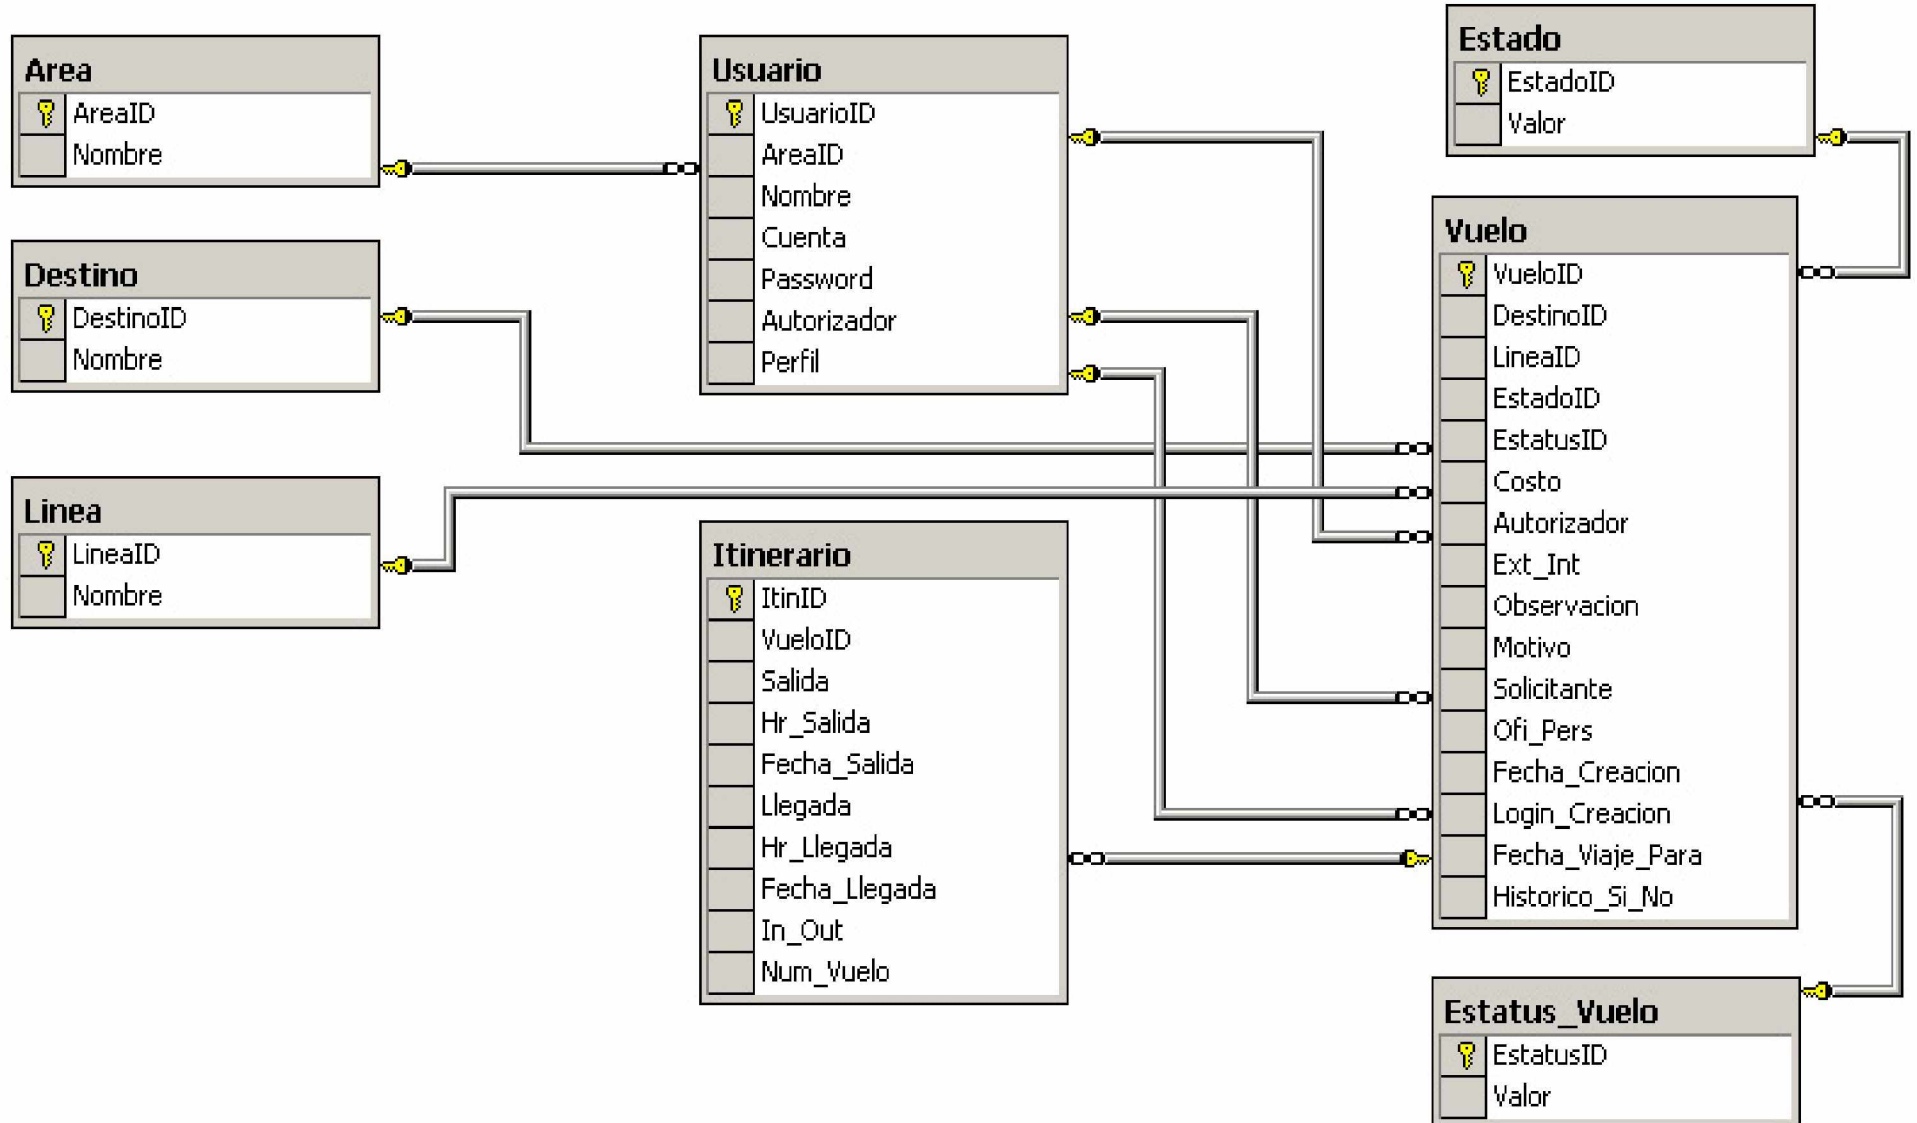 Area
AreaID
Nombre
Destino
DestinoID
Nombre
Linea
LineaID
Nombre
Usuario
UsuarioID
AreaID
Nombre
Cuenta
Password
Autorizador
Perfil
Itinerario
ItinID
VueloID
Salida
Hr_Salida
Fecha_Salida
Llegada
Hr_Llegada
Fecha_Llegada
In_Out
Num_Vuelo
Estado
EstadoID
Valor
Vuelo
VueloID
DestinoID
LineaID
EstadoID
EstatusID
Costo
Autorizador
Ext_Int
Observacion
Motivo
Solicitante
Ofi_Pers
Fecha_Creacion
Login_Creacion
Fecha_Viaje_Para
Historico_Si_No
Estatus_Vuelo
EstatusID
Valor